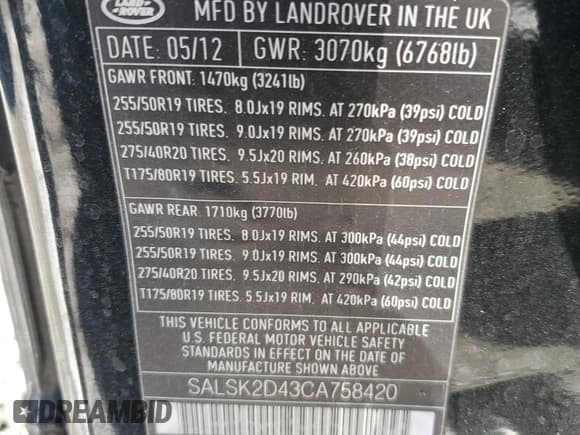 LAND-
ROVER
MFD BY LANDROVER IN THE UK
DATE: 05/12 GWR: 3070kg (6768lb)
GAWR FRONT: 1470kg (3241lb)
255/50R19 TIRES. 8.0Jx19 RIMS. AT 270kPa (39psi) COLD
255/50R19 TIRES. 9.0Jx19 RIMS. AT 270kPa (39psi) COLD
275/40R20 TIRES. 9.5Jx20 RIMS. AT 260kPa (38psi) COLD
T175/80R19 TIRES. 5.5Jx19 RIM. AT 420kPa (60psi) COLD
GAWR REAR: 1710kg (3770lb)
255/50R19 TIRES. 8.0Jx19 RIMS. AT 300kPa (44psi) COLD
255/50R19 TIRES. 9.0Jx19 RIMS. AT 300kPa (44psi) COLD
275/40R20 TIRES. 9.5Jx20 RIMS. AT 290kPa (42psi) COLD
T175/80R19 TIRES. 5.5Jx19 RIM. AT 420kPa (60psi) COLD
THIS VEHICLE CONFORMS TO ALL APPLICABLE
U.S. FEDERAL MOTOR VEHICLE SAFETY
STANDARDS IN EFFECT ON THE DATE OF
MANUFACTURE SHOWN ABOVE
SALSK2D43CA758420
STREAMBID.COM